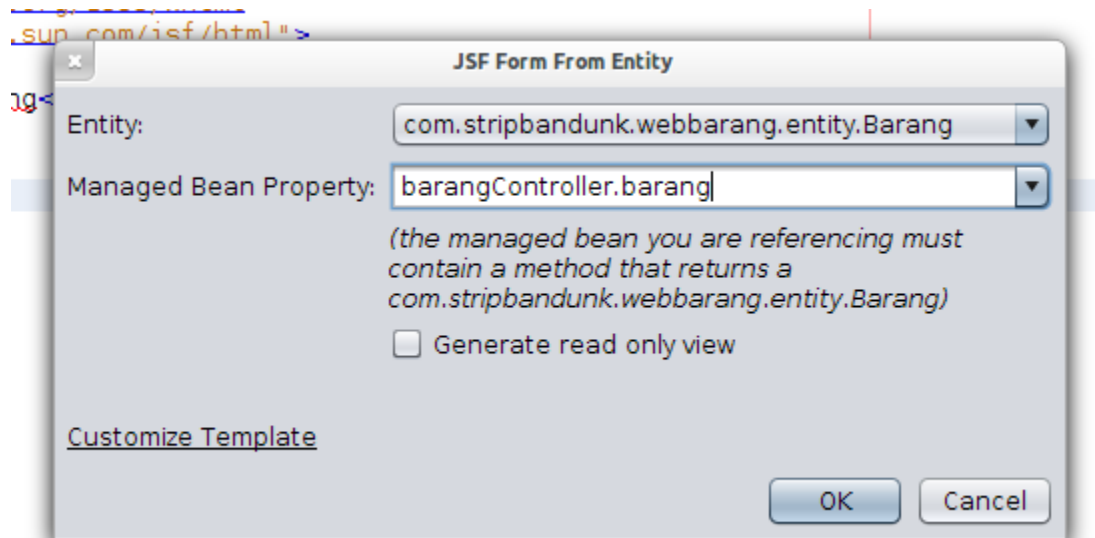 .sun.com/jsf/html">
JSF Form From Entity
ng<
Entity:
com.stripbandunk.webbarang.entity.Barang
Managed Bean Property:
barangController.barang
(the managed bean you are referencing must
contain a method that returns a
com.stripbandunk.webbarang.entity.Barang)
Generate read only view
Customize Template
OK
Cancel